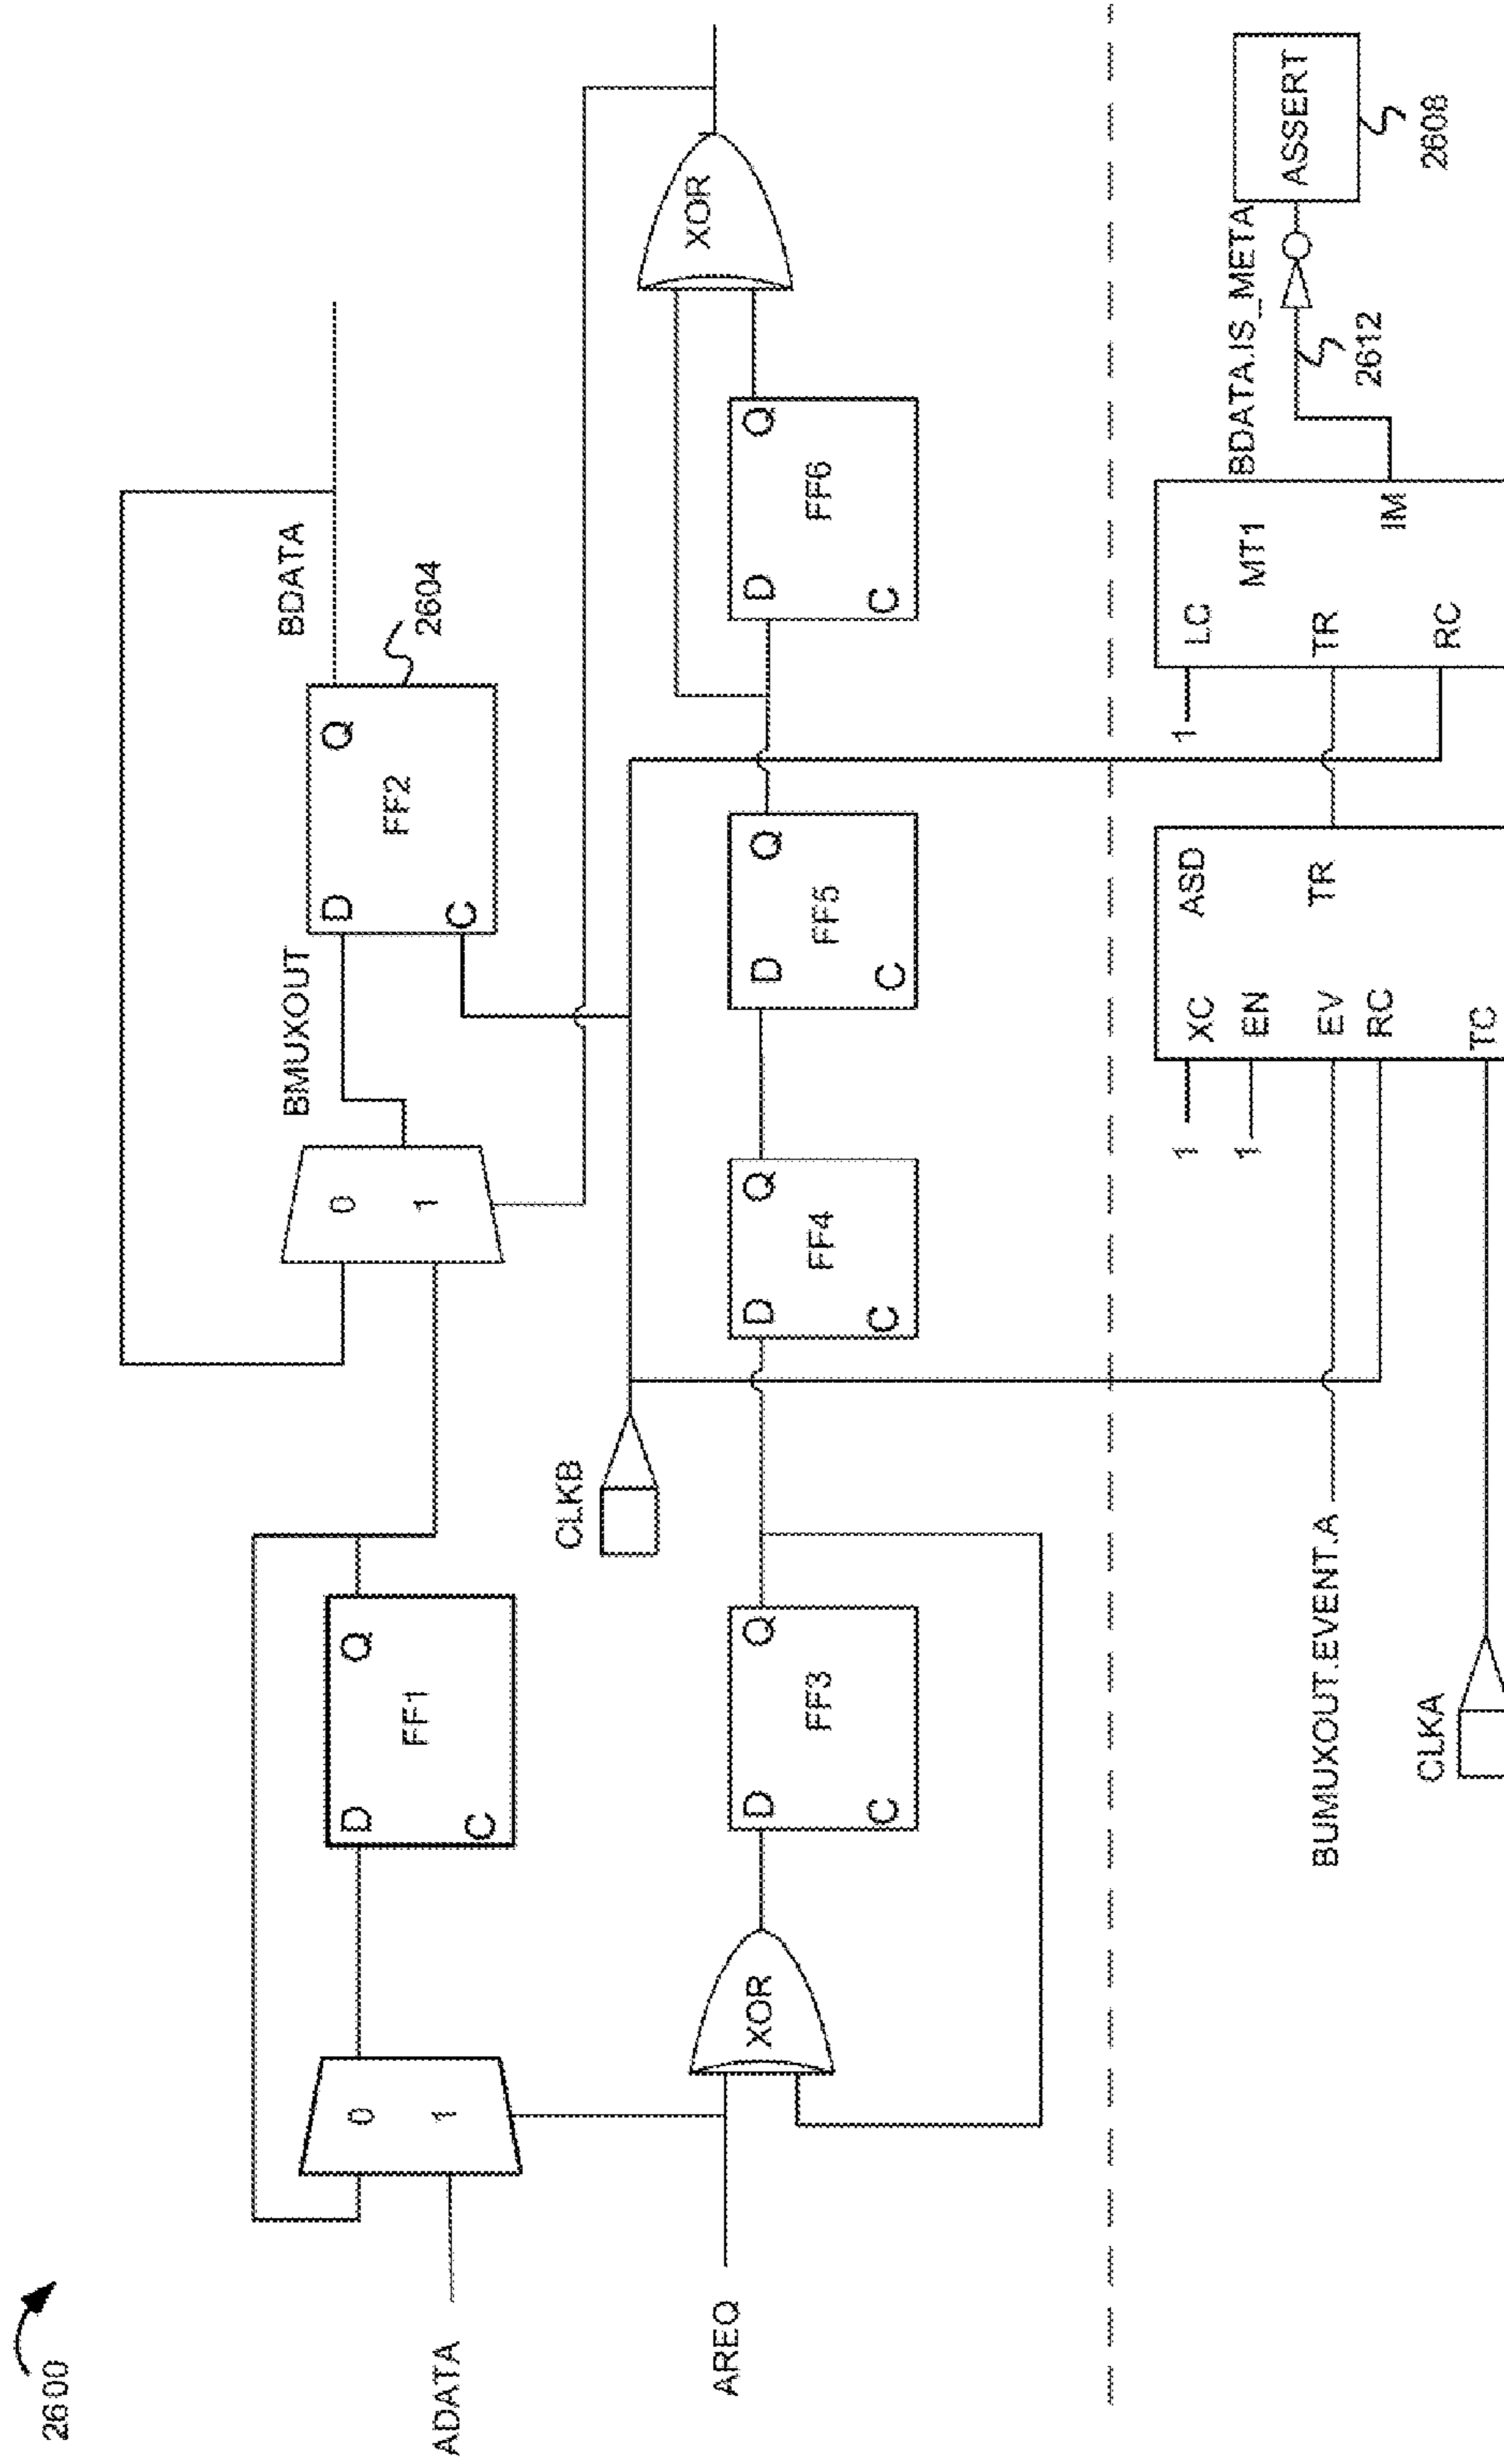 2600
ADATA
0
1
D
Q
C
FF1
0
1
BMUXOUT
D
Q
C
FF2
2604
BDATA
CLKB
AREQ
XOR
D
Q
C
FF3
D
Q
C
FF4
D
Q
C
FF5
D
Q
C
FF6
XOR
BUMUXOUT.EVENT.A
CLKA
1
1
XC
EN
EV
RC
TC
ASD
TR
1
LC
TR
RC
MT1
IM
BDATA.IS_META
2612
ASSERT
2608